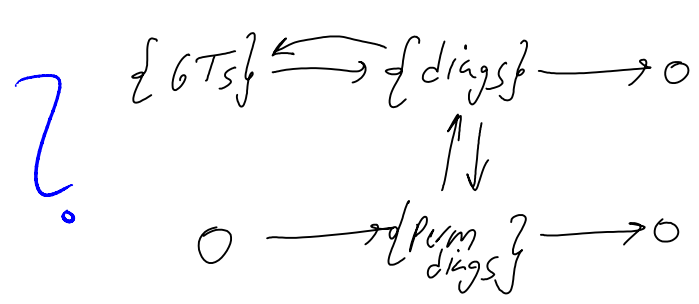 {GTs} ⇄ {diags} → 0
?
0 → {Perm diags} → 0